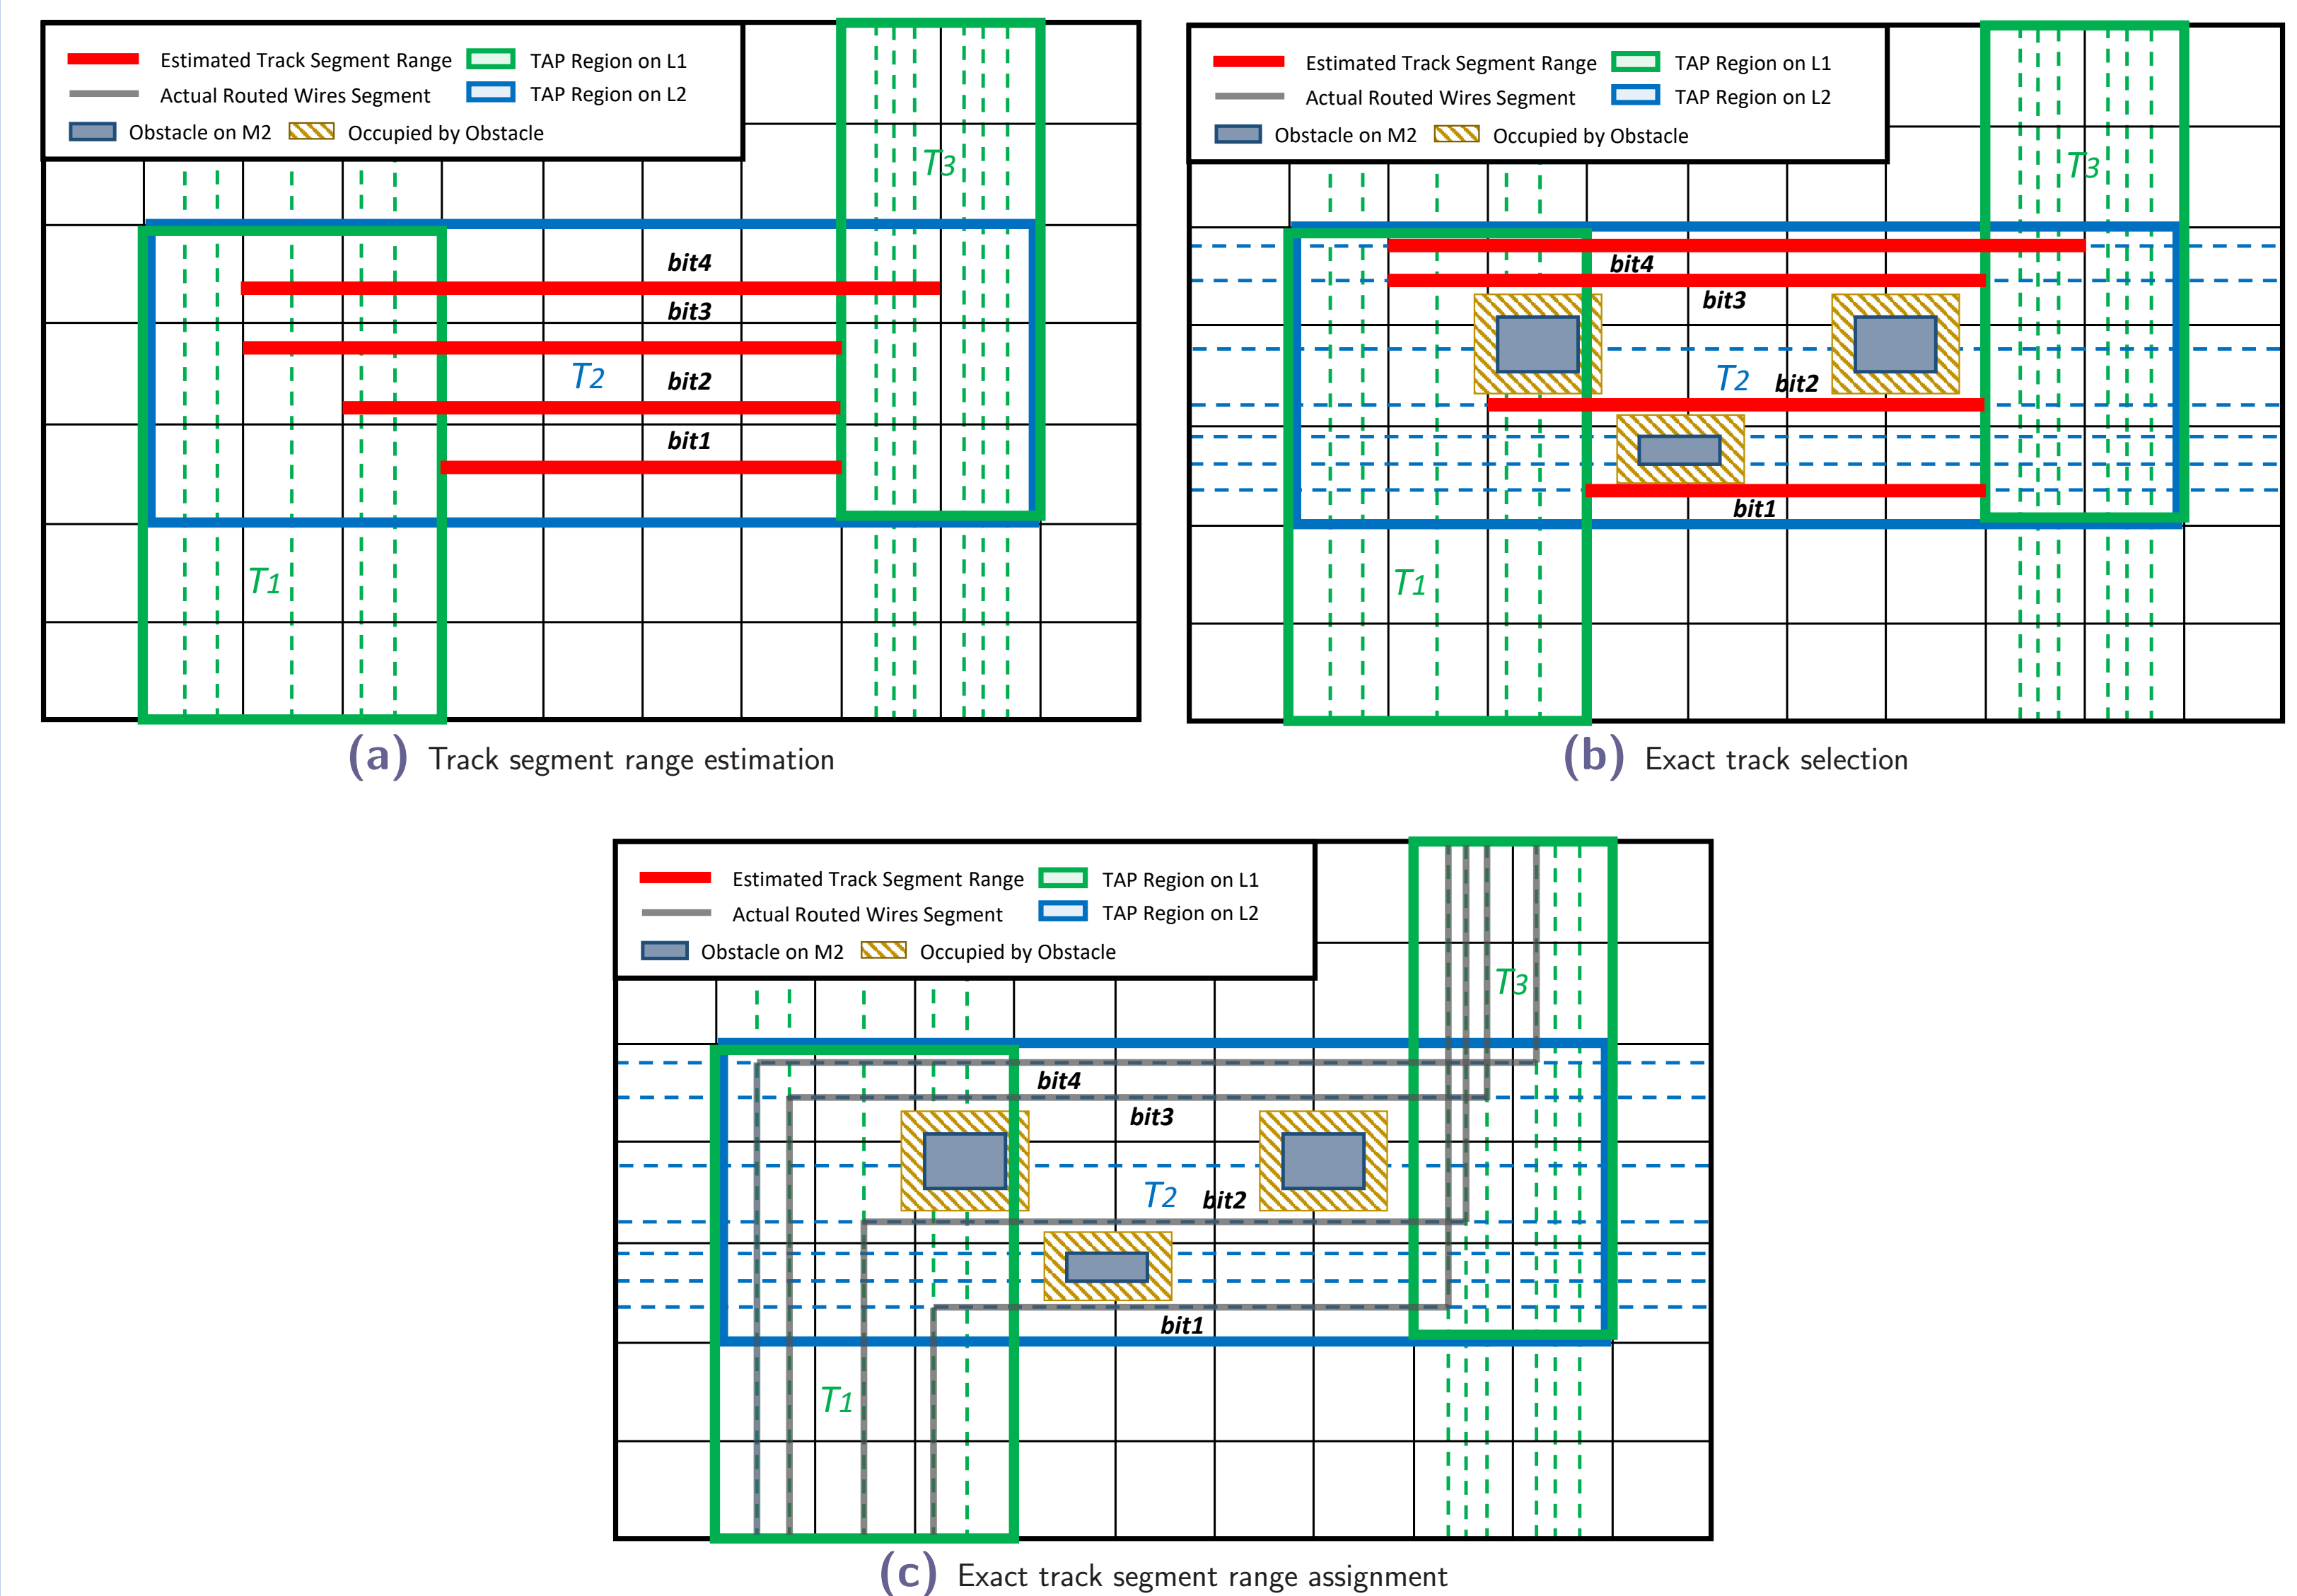 Estimated Track Segment Range TAP Region on L1
Actual Routed Wires Segment TAP Region on L2
Obstacle on M2 Occupied by Obstacle
T3
bit4
bit3
T2 bit2
bit1
T1
(a) Track segment range estimation
Estimated Track Segment Range TAP Region on L1
Actual Routed Wires Segment TAP Region on L2
Obstacle on M2 Occupied by Obstacle
T3
bit4
bit3
T2 bit2
bit1
T1
(b) Exact track selection
Estimated Track Segment Range TAP Region on L1
Actual Routed Wires Segment TAP Region on L2
Obstacle on M2 Occupied by Obstacle
T3
bit4
bit3
T2 bit2
bit1
T1
(c) Exact track segment range assignment